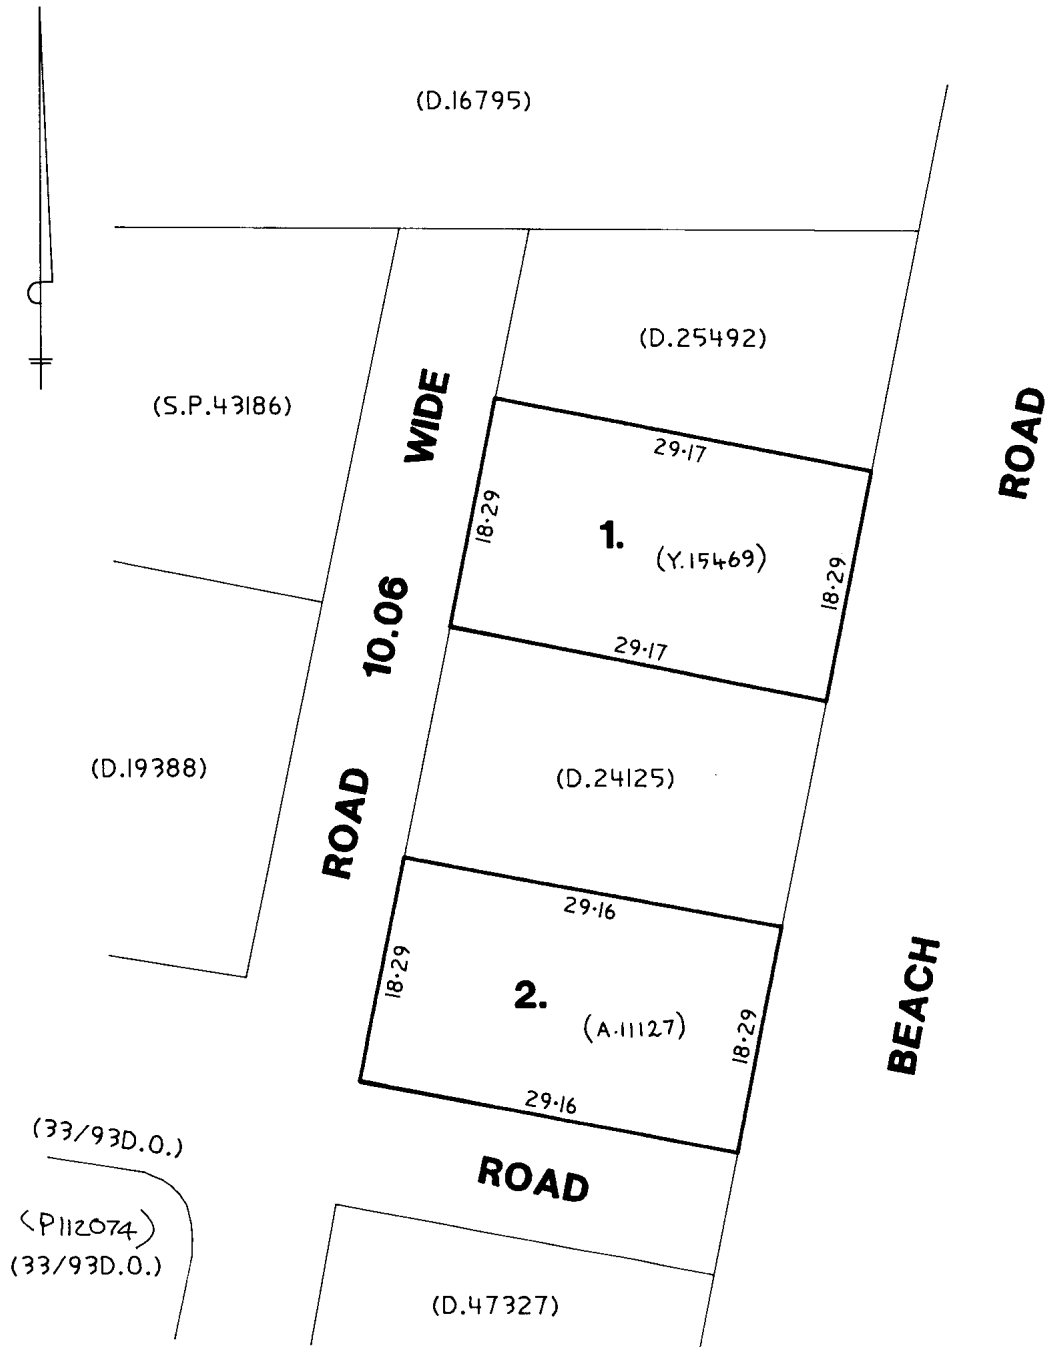 (D.16795)
(D.25492)
(S.P.43186)
WIDE
ROAD
29·17
18·29
1.
(Y.15469)
18·29
10.06
29·17
(D.19388)
(D.24125)
ROAD
29·16
18·29
2.
(A.11127)
18·29
BEACH
29·16
(33/93D.O.)
ROAD
(P112074)
(33/93D.O.)
(D.47327)